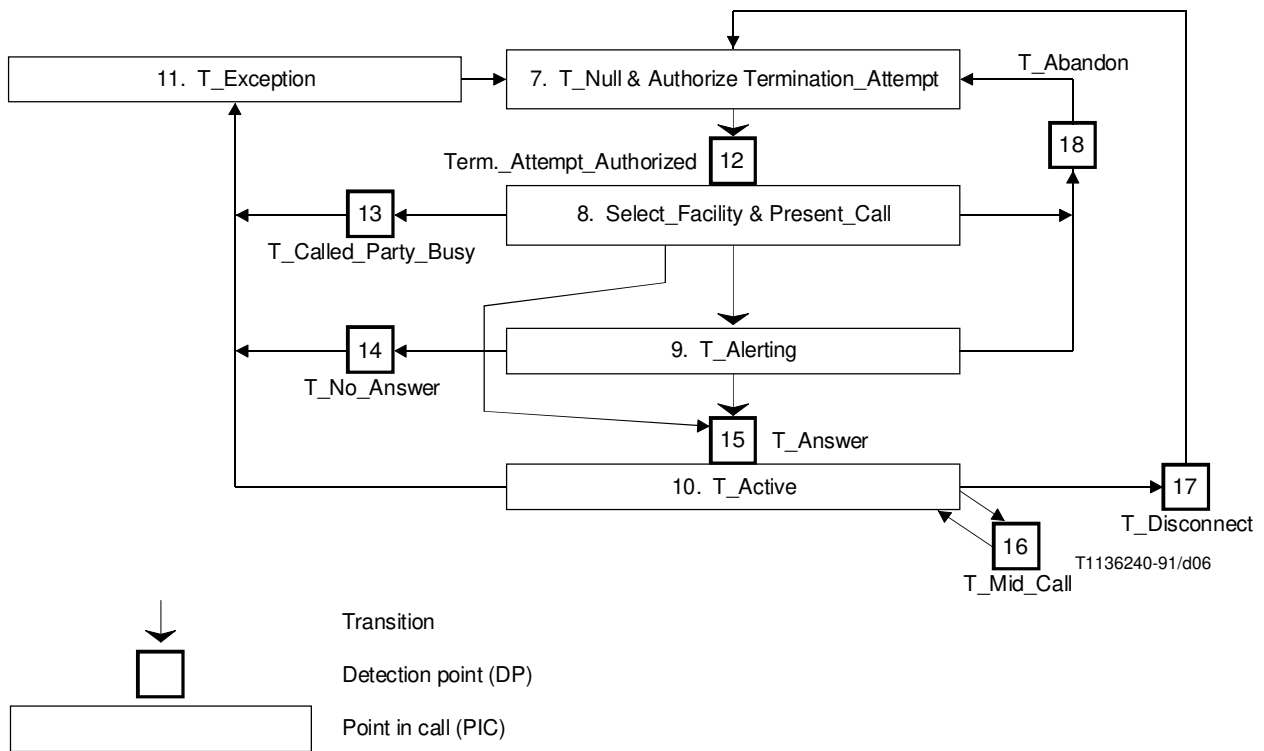 11. T_Exception
7. T_Null & Authorize Termination_Attempt
T_Abandon
18
Term._Attempt_Authorized
12
13
8. Select_Facility & Present_Call
T_Called_Party_Busy
14
9. T_Alerting
T_No_Answer
15
T_Answer
10. T_Active
17
T_Disconnect
16
T_Mid_Call
T1136240-91/d06
Transition
Detection point (DP)
Point in call (PIC)